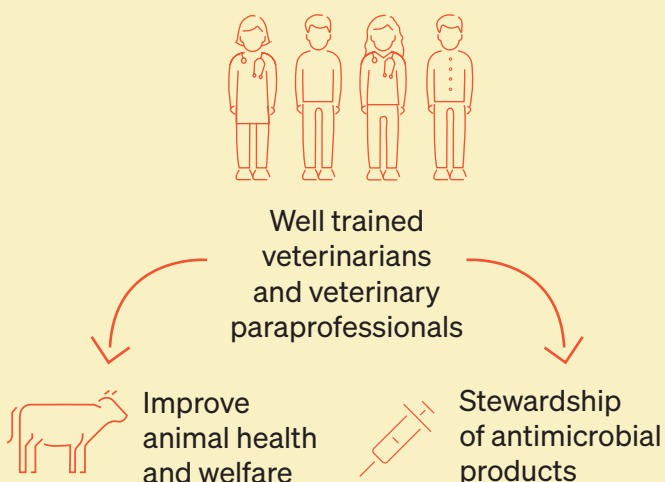 Well trained
veterinarians
and veterinary
paraprofessionals
Improve
animal health
and welfare
Stewardship
of antimicrobial
products